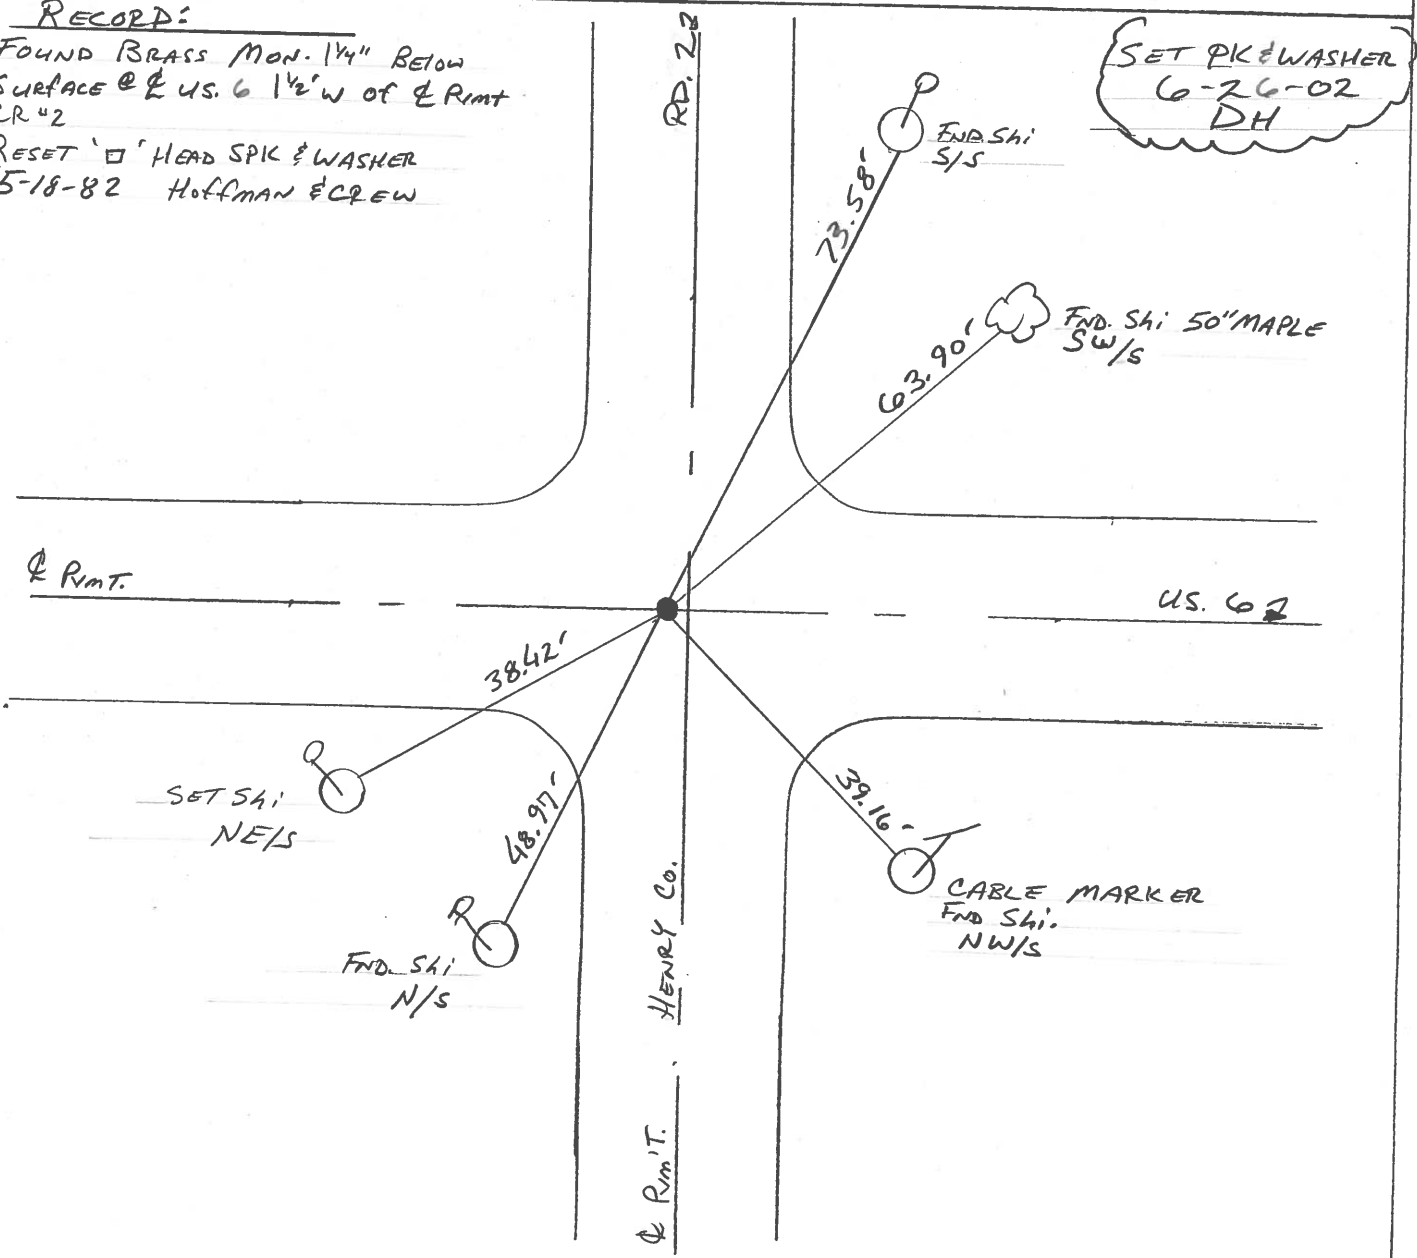 RECORD:
FOUND BRASS MON. 1¼" BELOW
SURFACE @ ℄ US. 6 1½' W OF ℄ Pvmt
CR #2
RESET '□' HEAD SPK & WASHER
5-18-82 HOFFMAN & CREW
SET PK & WASHER
6-26-02
DH
RD. 2
FND. Shi
S/S
73.58'
FND. Shi 50" MAPLE
SW/S
63.90'
℄ PvmT.
US. 6
38.42'
SET Shi
NE/S
48.97'
FND. Shi
N/S
39.16'
CABLE MARKER
FND Shi.
NW/S
HENRY Co.
℄ Pvm'T.